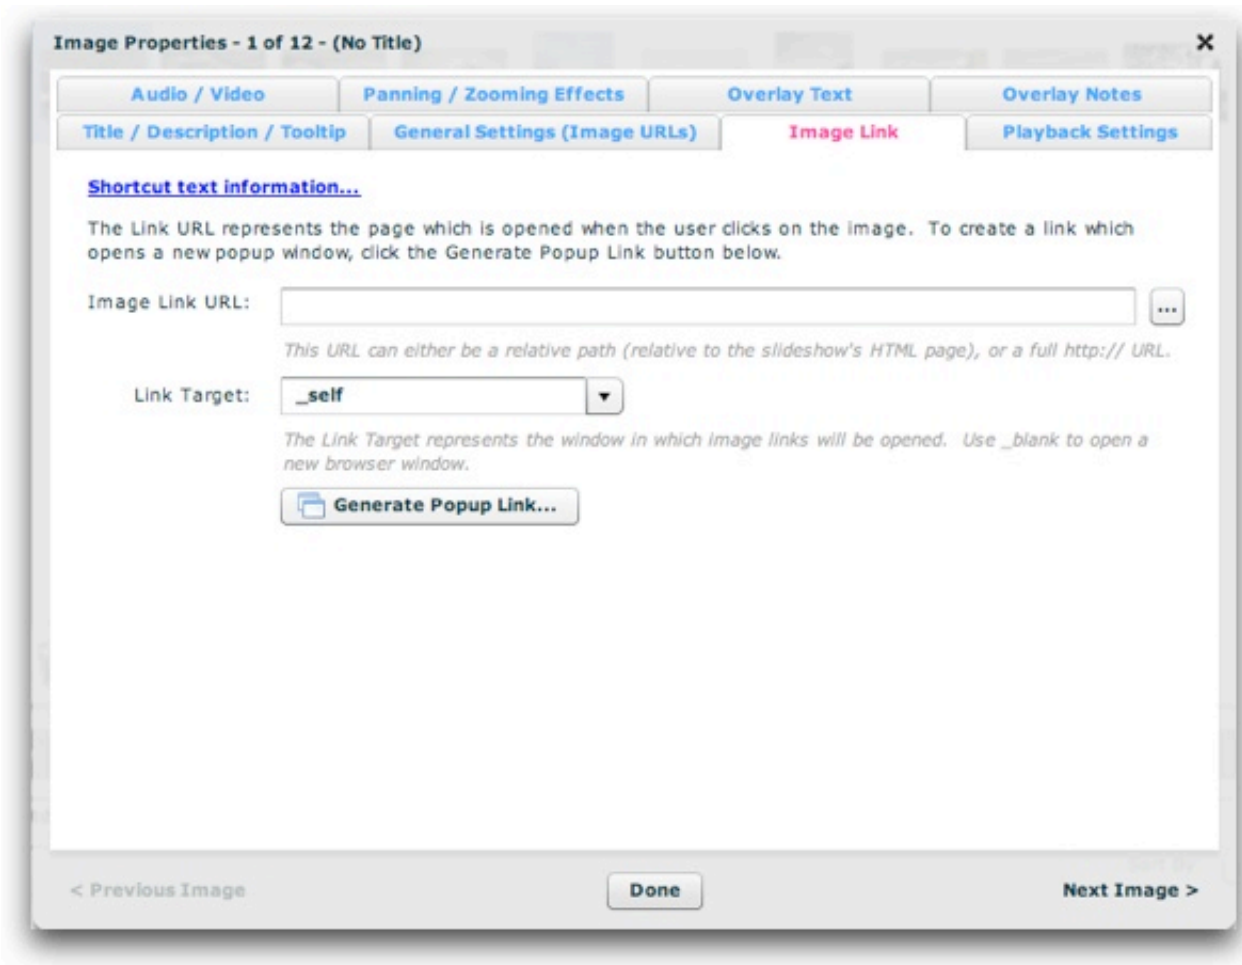 Image Properties - 1 of 12 - (No Title)
Audio / Video
Panning / Zooming Effects
Overlay Text
Overlay Notes
Title / Description / Tooltip
General Settings (Image URLs)
Image Link
Playback Settings
Shortcut text information...
The Link URL represents the page which is opened when the user clicks on the image.  To create a link which
opens a new popup window, click the Generate Popup Link button below.
Image Link URL:
...
This URL can either be a relative path (relative to the slideshow's HTML page), or a full http:// URL.
Link Target:
_self
The Link Target represents the window in which image links will be opened.  Use _blank to open a
new browser window.
Generate Popup Link...
< Previous Image
Done
Next Image >